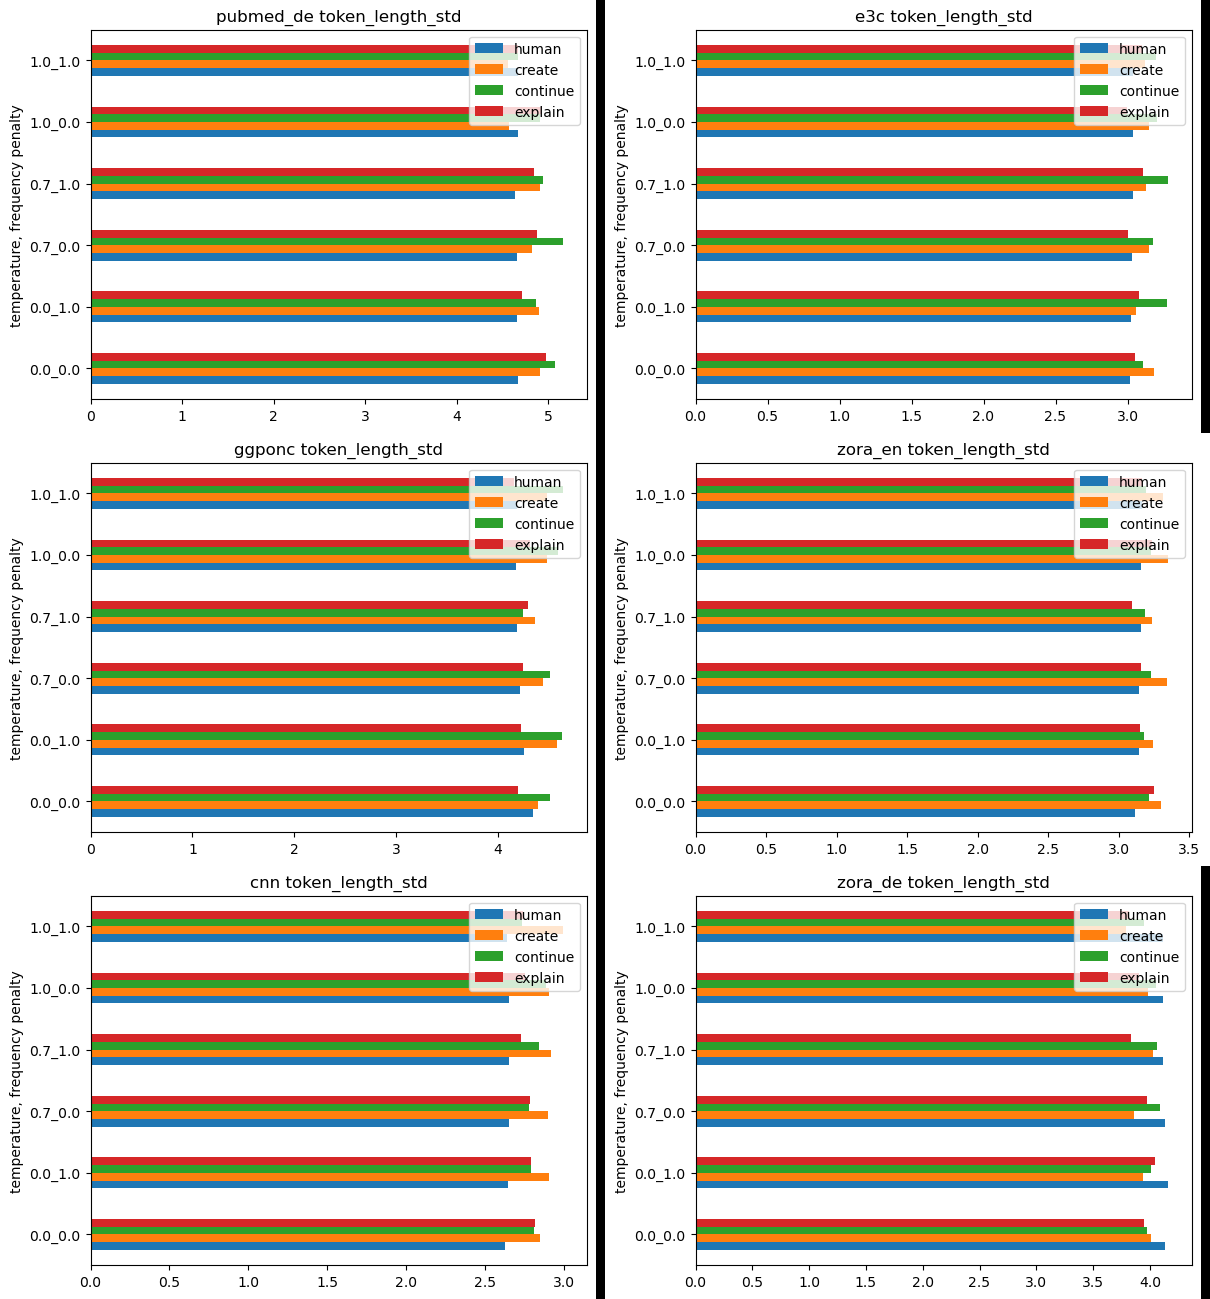 pubmed_de token_length_std
temperature, frequency penalty
1.0_1.0
1.0_0.0
0.7_1.0
0.7_0.0
0.0_1.0
0.0_0.0
0 1 2 3 4 5
human
create
continue
explain
e3c token_length_std
temperature, frequency penalty
1.0_1.0
1.0_0.0
0.7_1.0
0.7_0.0
0.0_1.0
0.0_0.0
0.0 0.5 1.0 1.5 2.0 2.5 3.0
human
create
continue
explain
ggponc token_length_std
temperature, frequency penalty
1.0_1.0
1.0_0.0
0.7_1.0
0.7_0.0
0.0_1.0
0.0_0.0
0 1 2 3 4
human
create
continue
explain
zora_en token_length_std
temperature, frequency penalty
1.0_1.0
1.0_0.0
0.7_1.0
0.7_0.0
0.0_1.0
0.0_0.0
0.0 0.5 1.0 1.5 2.0 2.5 3.0 3.5
human
create
continue
explain
cnn token_length_std
temperature, frequency penalty
1.0_1.0
1.0_0.0
0.7_1.0
0.7_0.0
0.0_1.0
0.0_0.0
0.0 0.5 1.0 1.5 2.0 2.5 3.0
human
create
continue
explain
zora_de token_length_std
temperature, frequency penalty
1.0_1.0
1.0_0.0
0.7_1.0
0.7_0.0
0.0_1.0
0.0_0.0
0.0 0.5 1.0 1.5 2.0 2.5 3.0 3.5 4.0
human
create
continue
explain